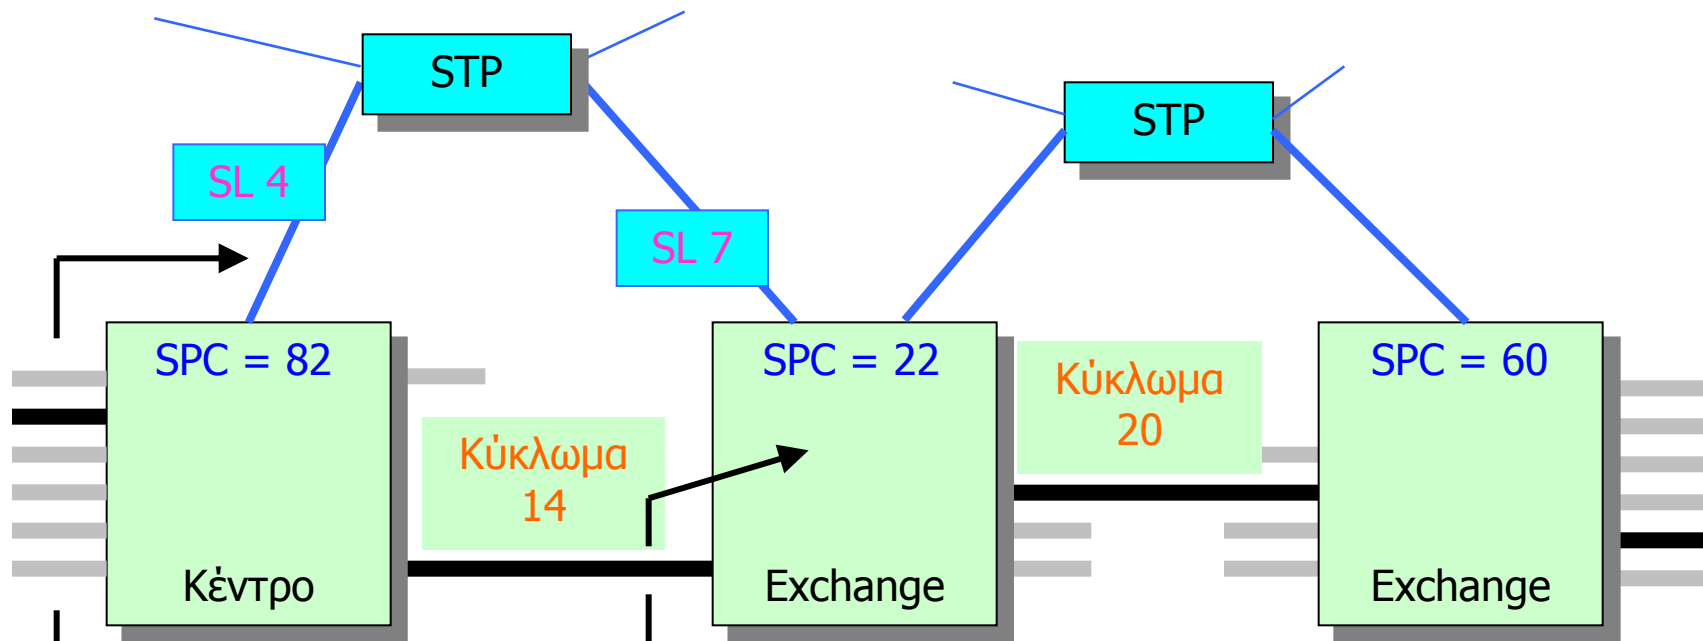 STP
STP
SL 4
SL 7
SPC = 82
SPC = 22
SPC = 60
Κύκλωμα
14
Κύκλωμα
20
Κέντρο
Exchange
Exchange